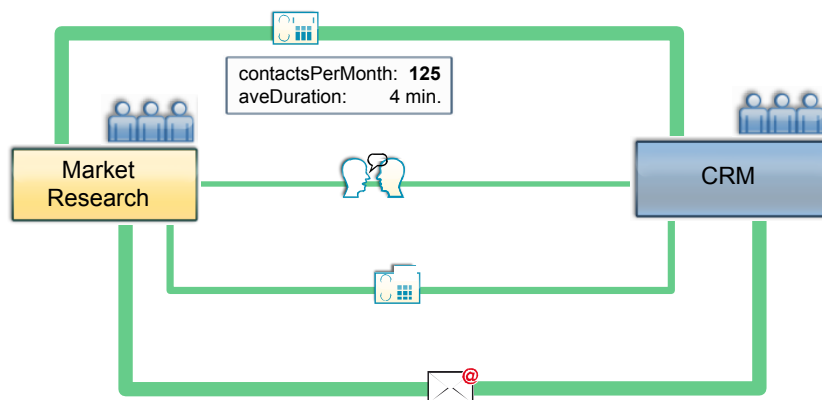 contactsPerMonth: 125
aveDuration: 4 min.
Market
Research
CRM
@